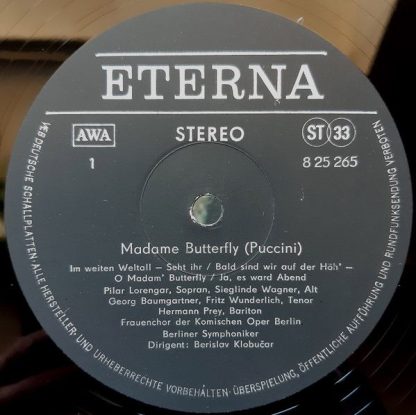 ETERNA
AWA
STEREO
ST 33
1
8 25 265
Madame Butterfly (Puccini)
Im weiten Weltall – Seht ihr / Bald sind wir auf der Höh' –
O Madam' Butterfly / Ja, es ward Abend
Pilar Lorengar, Sopran, Sieglinde Wagner, Alt
Georg Baumgartner, Fritz Wunderlich, Tenor
Hermann Prey, Bariton
Frauenchor der Komischen Oper Berlin
Berliner Symphoniker
Dirigent: Berislav Klobučar
VEB DEUTSCHE SCHALLPLATTEN · ALLE HERSTELLER- UND URHEBERRECHTE VORBEHALTEN · ÜBERSPIELUNG, ÖFFENTLICHE AUFFÜHRUNG UND RUNDFUNKSENDUNG VERBOTEN